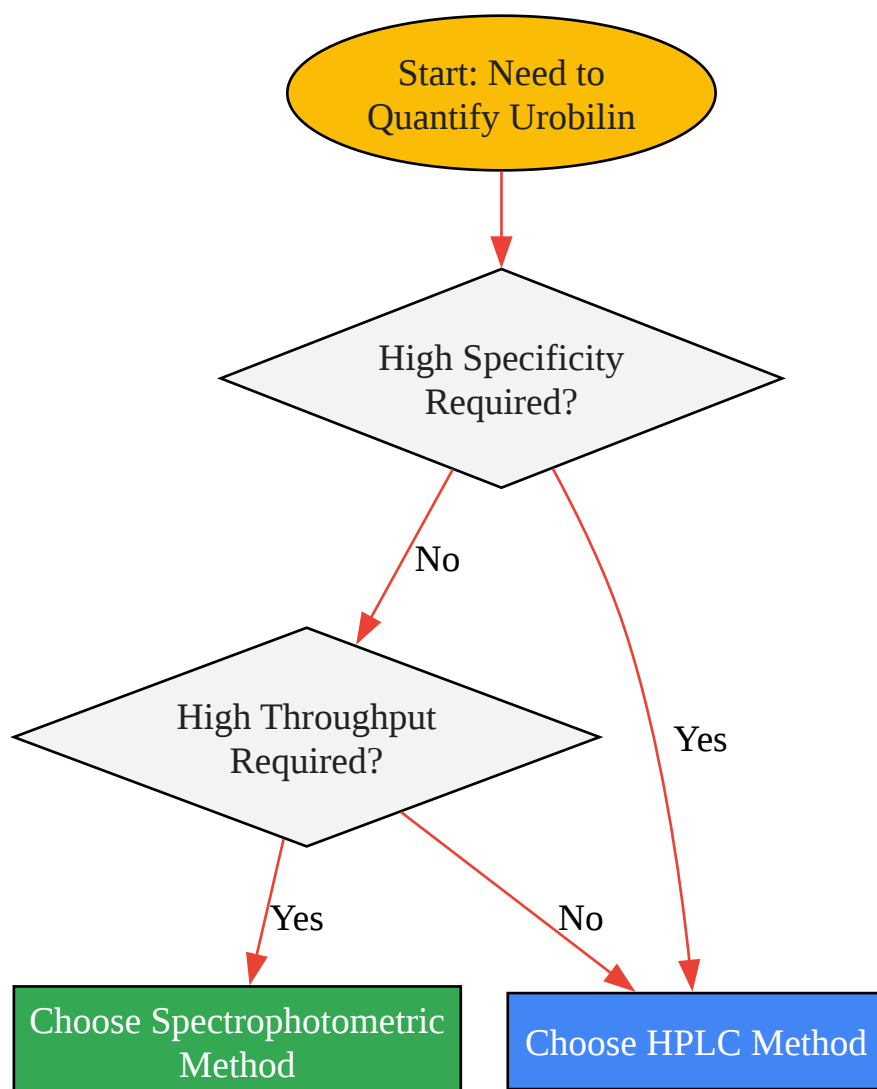 Start: Need to
Quantify Urobilin
High Specificity
Required?
No
High Throughput
Required?
Yes
Yes
No
Choose Spectrophotometric
Method
Choose HPLC Method